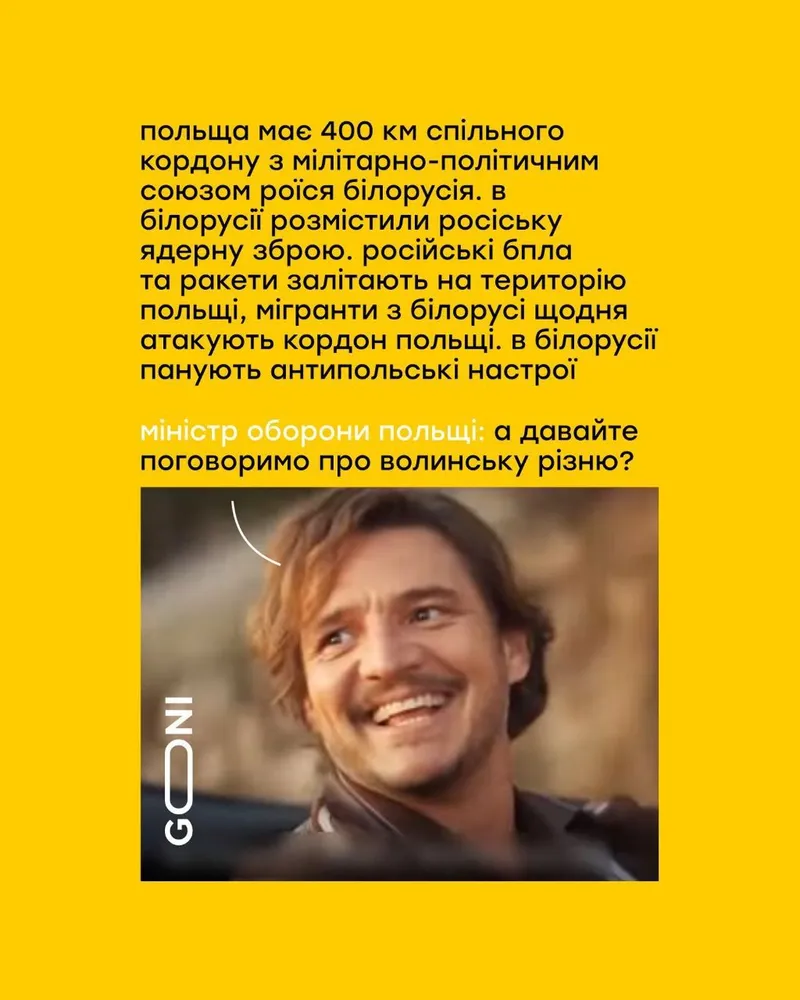 польща має 400 км спільного
кордону з мілітарно-політичним
союзом роїся білорусія. в
білорусії розмістили росіську
ядерну зброю. російські бпла
та ракети залітають на територію
польщі, мігранти з білорусі щодня
атакують кордон польщі. в білорусії
панують антипольські настрої
міністр оборони польщі: а давайте
поговоримо про волинську різню?
GONI